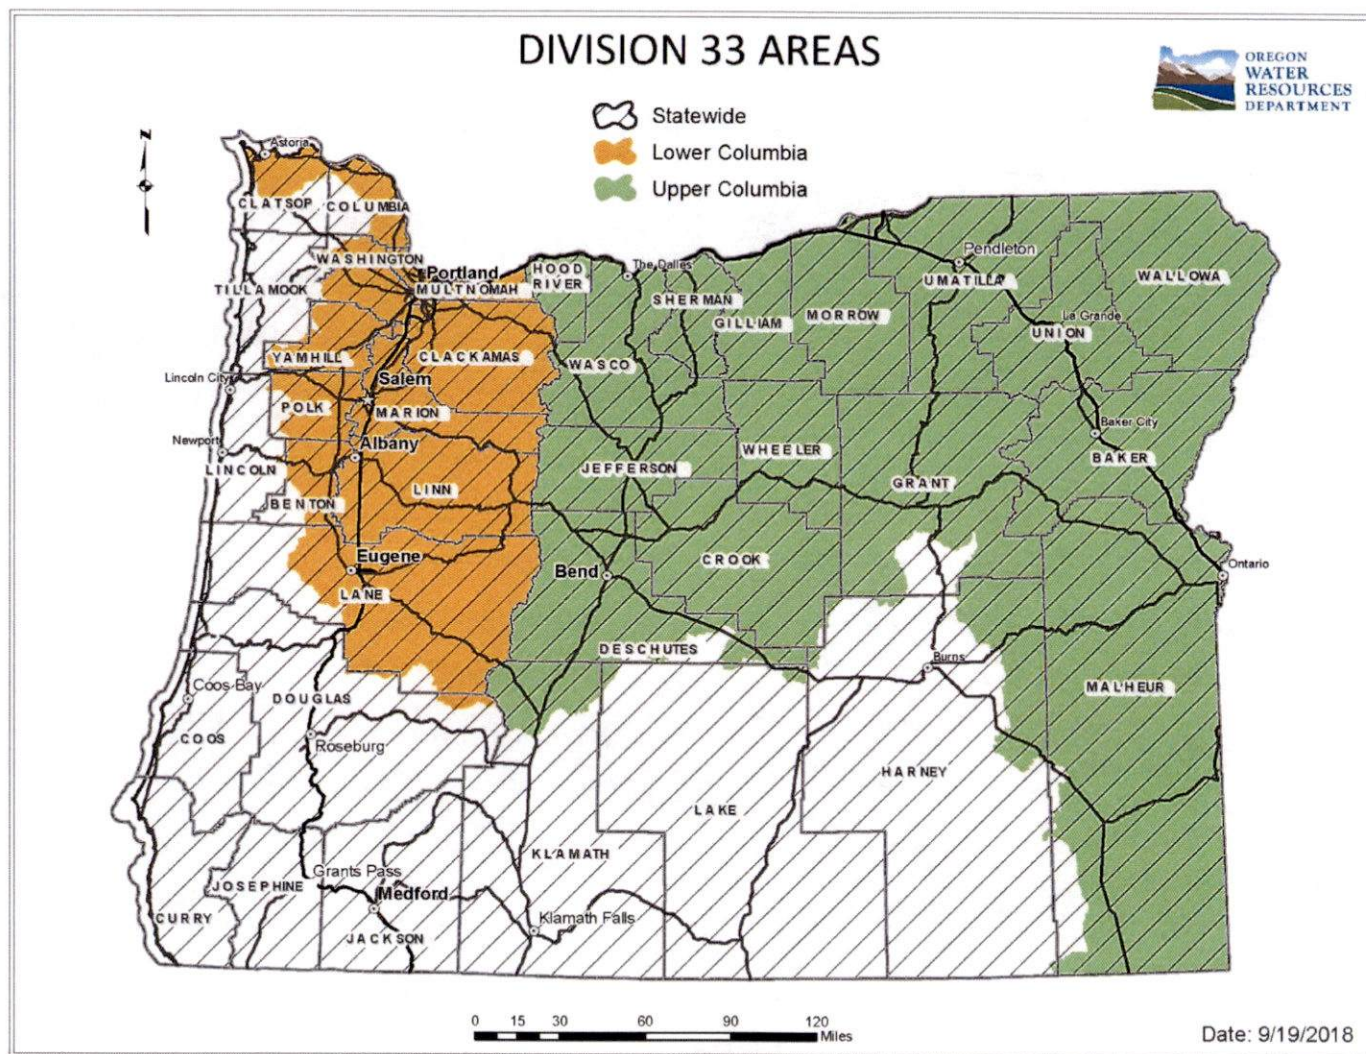 DIVISION 33 AREAS
OREGON
WATER
RESOURCES
DEPARTMENT
Statewide
Lower Columbia
Upper Columbia
N
Astoria
CLATSOP
COLUMBIA
WASHINGTON
Portland
MULTNOMAH
HOOD
RIVER
The Dalles
Pendleton
TILLAMOOK
SHERMAN
GILLIAM
MORROW
UMATILLA
WALLOWA
La Grande
UNION
YAMHILL
CLACKAMAS
WASCO
Lincoln City
Salem
POLK
MARION
Newport
Albany
Baker City
LINCOLN
JEFFERSON
WHEELER
BAKER
BENTON
LINN
GRANT
Eugene
Bend
CROOK
Ontario
LANE
DESCHUTES
Burns
Coos Bay
DOUGLAS
MALHEUR
COOS
Roseburg
HARNEY
LAKE
KLAMATH
Grants Pass
JOSEPHINE
Medford
CURRY
Klamath Falls
JACKSON
0 15 30 60 90 120
Miles
Date: 9/19/2018